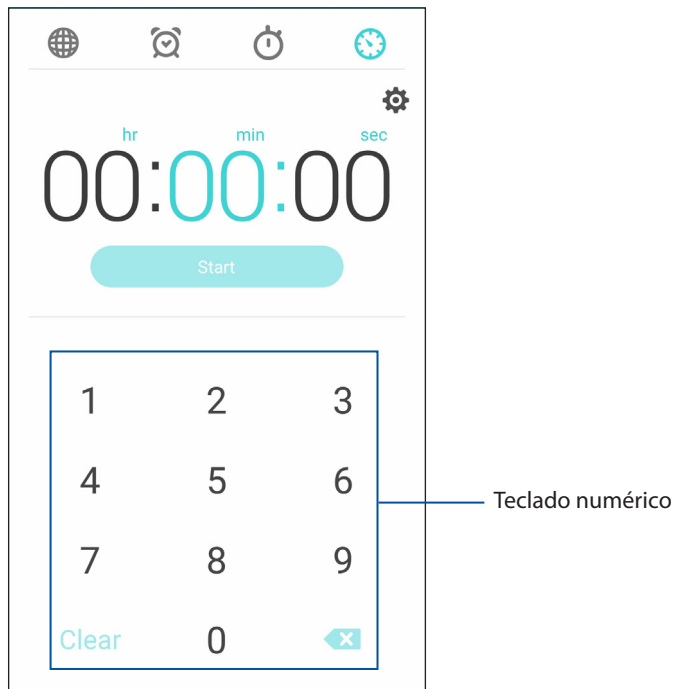 hr min sec
00:00:00
Start
1 2 3
4 5 6
Teclado numérico
7 8 9
Clear 0